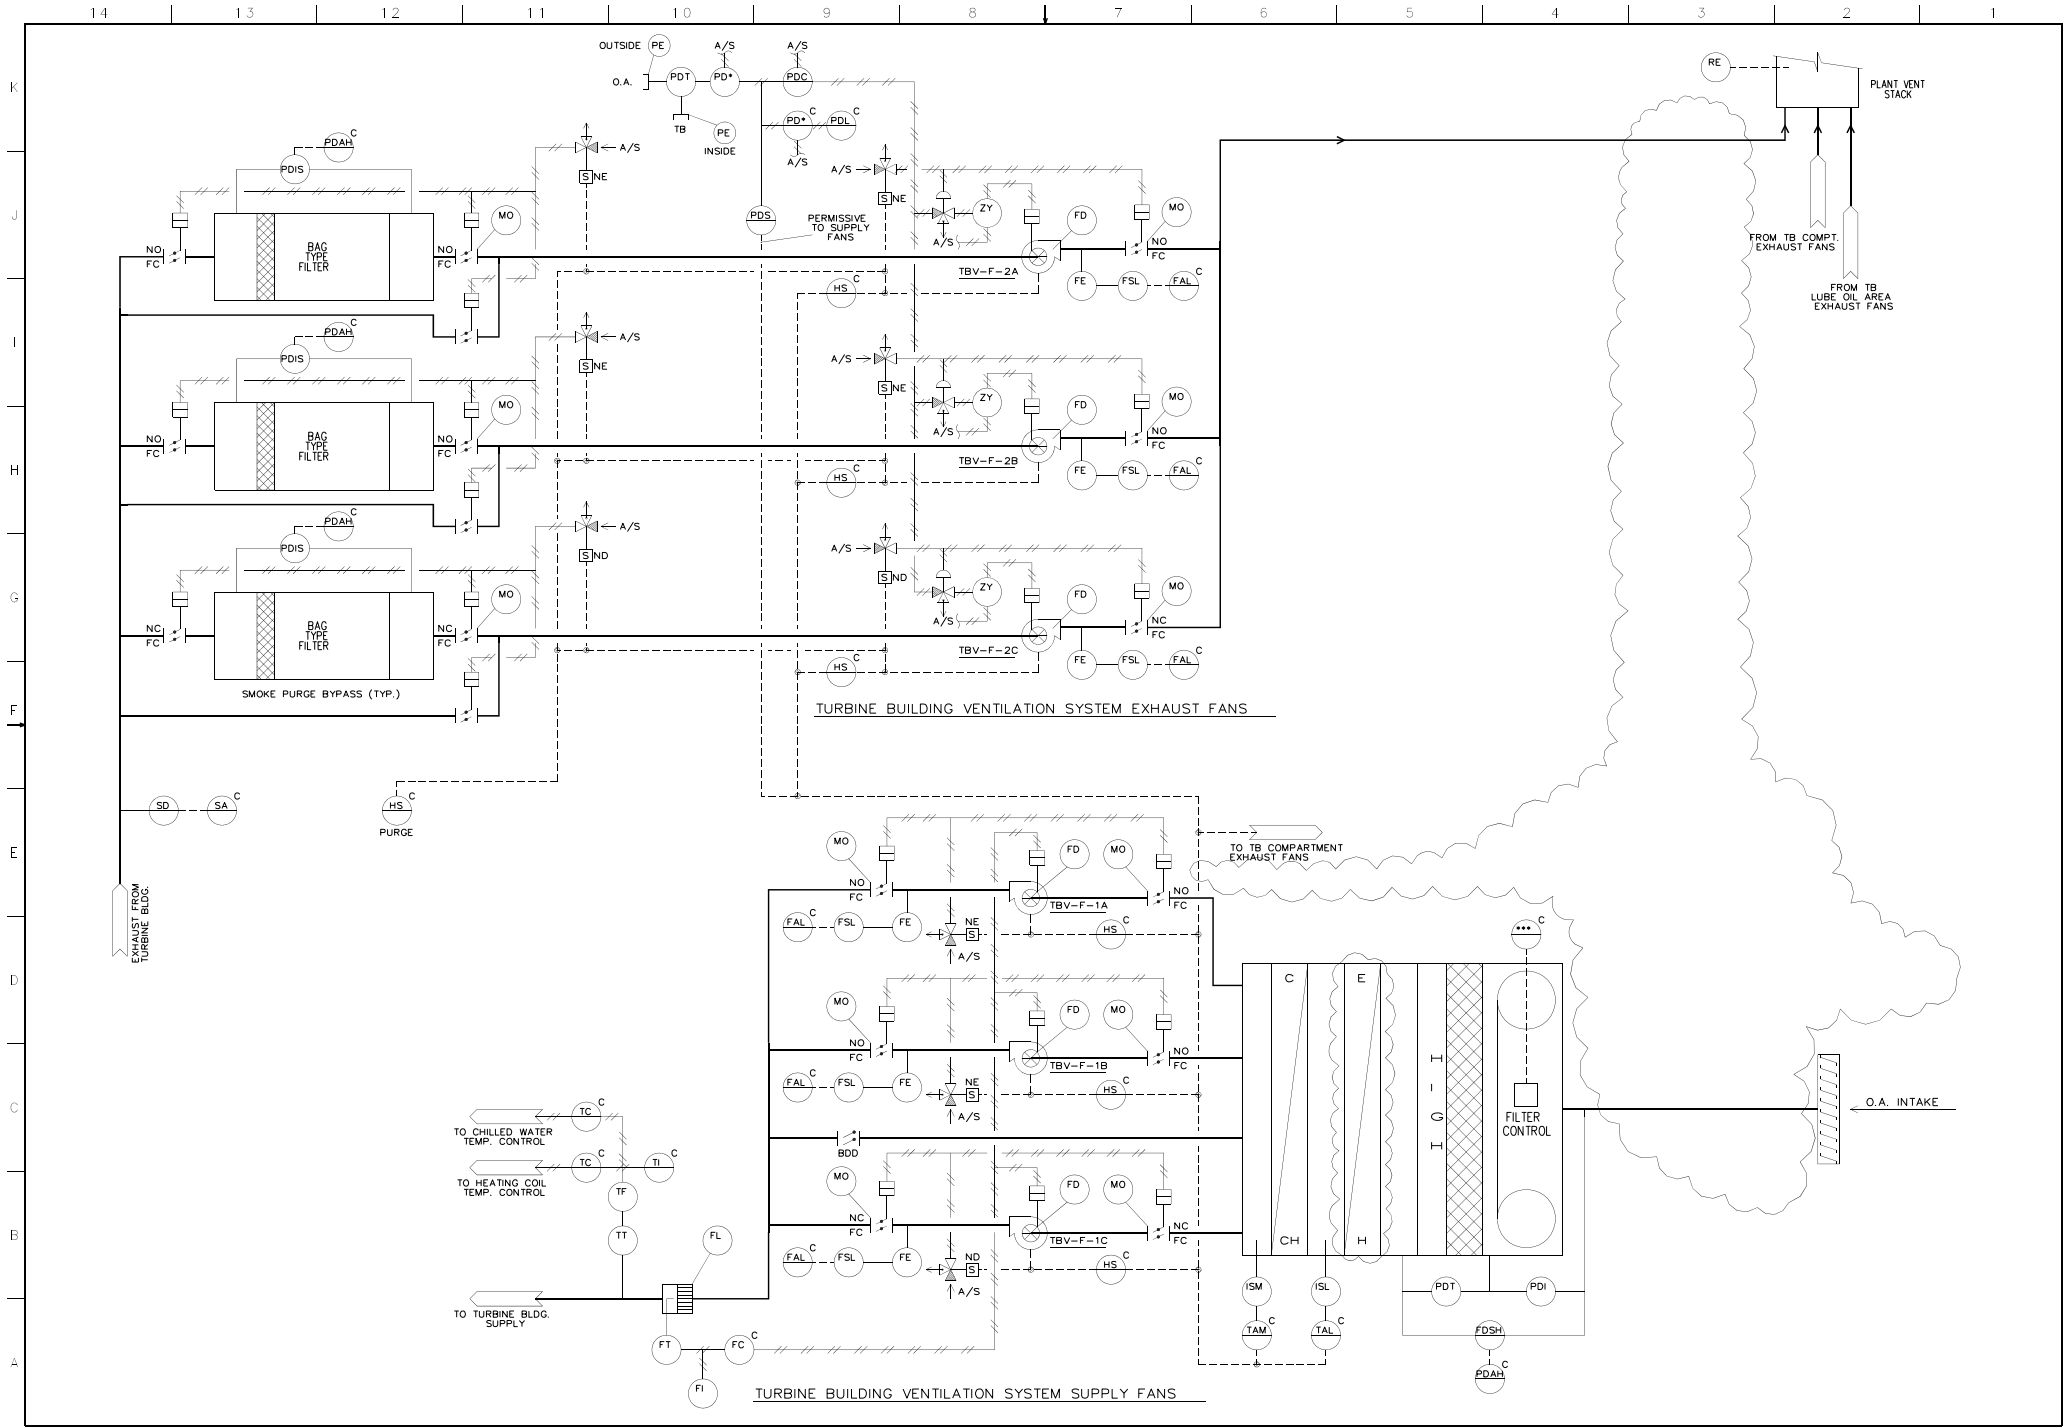 14 13 12 11 10 9 8 7 6 5 4 3 2 1
K
J
I
H
G
F
E
D
C
B
A
OUTSIDE PE
A/S A/S
O.A. PDT PD* PDC
TB PE
INSIDE
PD* C PDL C
A/S
PDS
PERMISSIVE
TO SUPPLY
FANS
RE
PLANT VENT
STACK
FROM TB COMPT.
EXHAUST FANS
FROM TB
LUBE OIL AREA
EXHAUST FANS
PDAH C
PDIS
A/S
S NE
MO
NO NO
FC FC
BAG
TYPE
FILTER
A/S
S NE
ZY
FD
MO
A/S
NO
FC
TBV-F-2A
HS C
FE FSL FAL C
PDAH C
PDIS
A/S
S NE
MO
NO NO
FC FC
BAG
TYPE
FILTER
A/S
S NE
ZY
FD
MO
A/S
NO
FC
TBV-F-2B
HS C
FE FSL FAL C
PDAH C
PDIS
A/S
S ND
MO
NC NC
FC FC
BAG
TYPE
FILTER
A/S
S ND
ZY
FD
MO
A/S
NC
FC
TBV-F-2C
HS C
FE FSL FAL C
SMOKE PURGE BYPASS (TYP.)
TURBINE BUILDING VENTILATION SYSTEM EXHAUST FANS
SD SA C
HS C
PURGE
EXHAUST FROM
TURBINE BLDG.
TO TB COMPARTMENT
EXHAUST FANS
MO FD MO
NO NO
FC FC
TBV-F-1A
FAL C FSL FE
NE
S
HS C
A/S
MO FD MO
NO NO
FC FC
TBV-F-1B
FAL C FSL FE
NE
S
HS C
A/S
BDD
MO FD MO
NC NC
FC FC
TBV-F-1C
FAL C FSL FE
ND
S
HS C
A/S
*** C
C E
CH H
H
I
G
H
FILTER
CONTROL
O.A. INTAKE
TC C
TO CHILLED WATER
TEMP. CONTROL
TC C TI C
TO HEATING COIL
TEMP. CONTROL
TF
TT
FL
TO TURBINE BLDG.
SUPPLY
FT FC C
FI
ISM ISL
TAM C TAL C
PDT PDI
FDSH
PDAH C
TURBINE BUILDING VENTILATION SYSTEM SUPPLY FANS